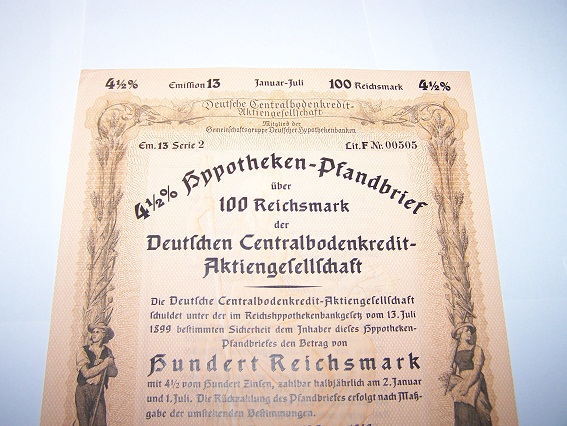 4½% Emission 13 Januar-Juli 100 Reichsmark 4½%
Deutsche Centralbodenkredit-
Aktiengesellschaft
Mitglied der
Gemeinschaftsgruppe Deutscher Hypothekenbanken.
Em. 13 Serie 2 Lit. F Nr. 00505
4½% Hypotheken-Pfandbrief
über
100 Reichsmark
der
Deutschen Centralbodenkredit-
Aktiengesellschaft
Die Deutsche Centralbodenkredit-Aktiengesellschaft
schuldet unter der im Reichshypothekenbankgesetz vom 13. Juli
1899 bestimmten Sicherheit dem Inhaber dieses Hypotheken-
Pfandbriefes den Betrag von
Hundert Reichsmark
mit 4½ vom Hundert Zinsen, zahlbar halbjährlich am 2. Januar
und 1. Juli. Die Rückzahlung des Pfandbriefes erfolgt nach Maß-
gabe der umstehenden Bestimmungen.